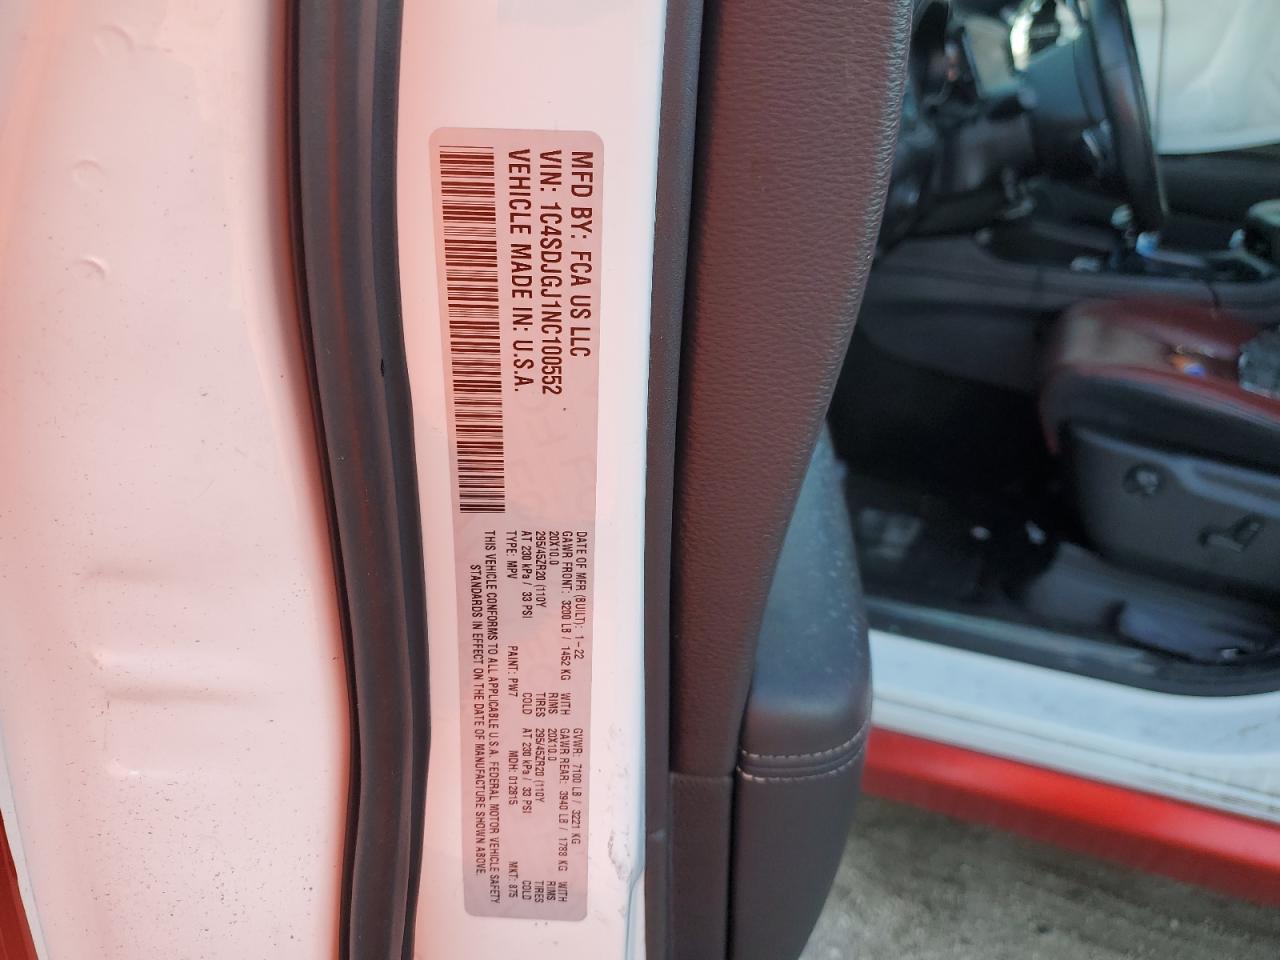 MFD BY: FCA US LLC
VIN: 1C4SDJGJ1NC100552
VEHICLE MADE IN: U.S.A.
DATE OF MFR (BUILT): 1-22 GVWR: 7100 LB / 3221 KG
GAWR FRONT: 3200 LB / 1452 KG WITH GAWR REAR: 3940 LB / 1788 KG WITH
20X10.0 RIMS 20X10.0 RIMS
295/45ZR20 (110Y TIRES 295/45ZR20 (110Y TIRES
AT 230 kPa / 33 PSI COLD AT 230 kPa / 33 PSI COLD
TYPE: MPV PAINT: PW7 MDH: 012815 MKT: 875
THIS VEHICLE CONFORMS TO ALL APPLICABLE U.S.A. FEDERAL MOTOR VEHICLE SAFETY
STANDARDS IN EFFECT ON THE DATE OF MANUFACTURE SHOWN ABOVE.